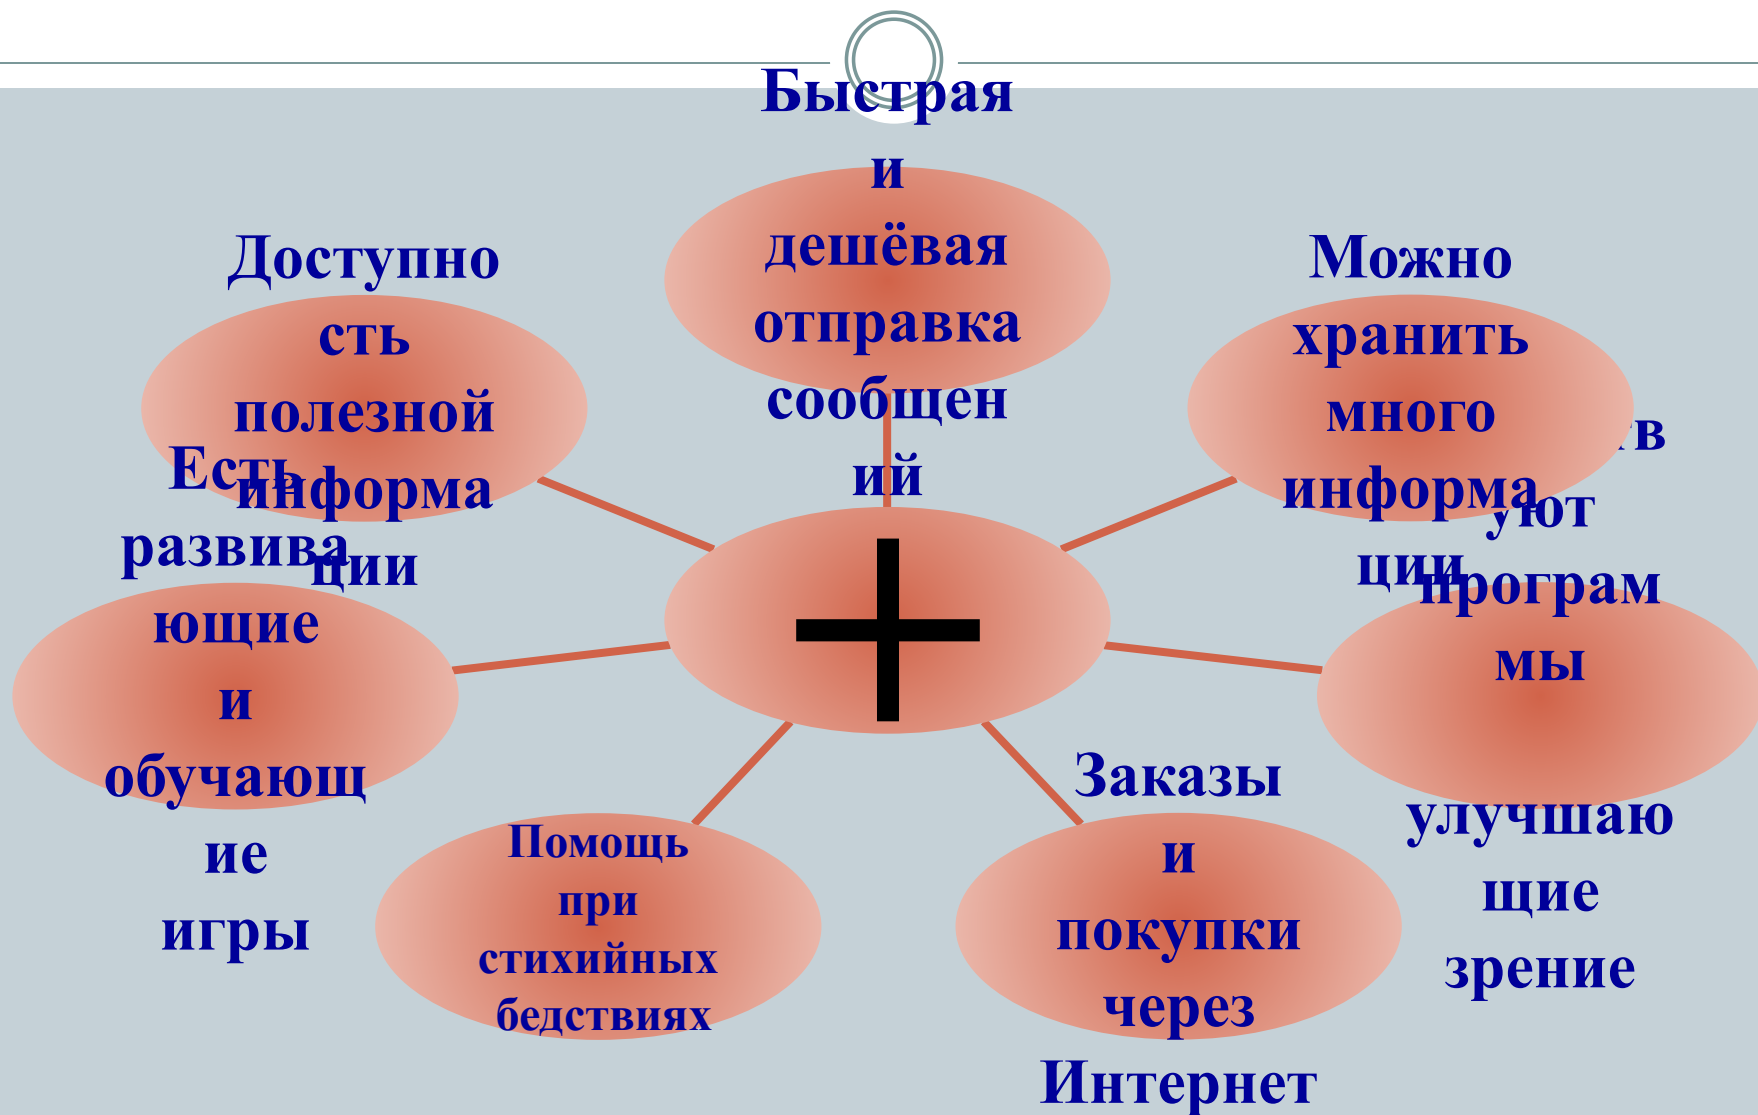 Быстрая
и
дешёвая
отправка
сообщен
ий
Доступно
сть
полезной
информа
ции
Можно
хранить
много
информа
ции
Есть
развива
ющие
и
обучающ
ие
игры
уют
програм
мы
улучшаю
щие
зрение
Помощь
при
стихийных
бедствиях
Заказы
и
покупки
через
Интернет